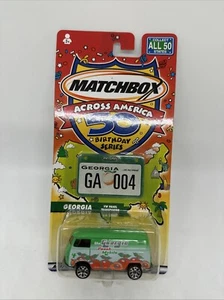 COLLECT
ALL 50
STATES
MATCHBOX
ACROSS AMERICA
50
BIRTHDAY
SERIES
GEORGIA
GA 004
GEORGIA